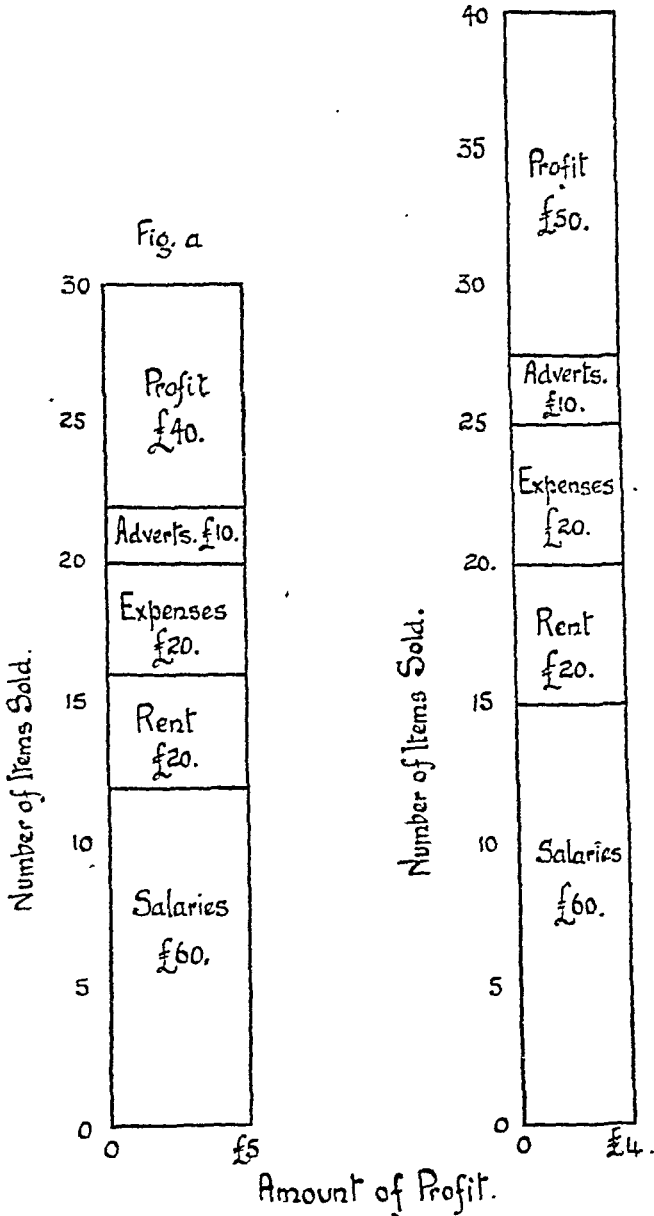 Fig. a
30
25
20
15
10
5
0
Number of Items Sold.
Profit
£40.
Adverts. £10.
Expenses
£20.
Rent
£20.
Salaries
£60.
0
£5
40
35
30
25
20.
15
10
5
0
Number of Items Sold.
Profit
£50.
Adverts.
£10.
Expenses
£20.
Rent
£20.
Salaries
£60.
0
£4.
Amount of Profit.